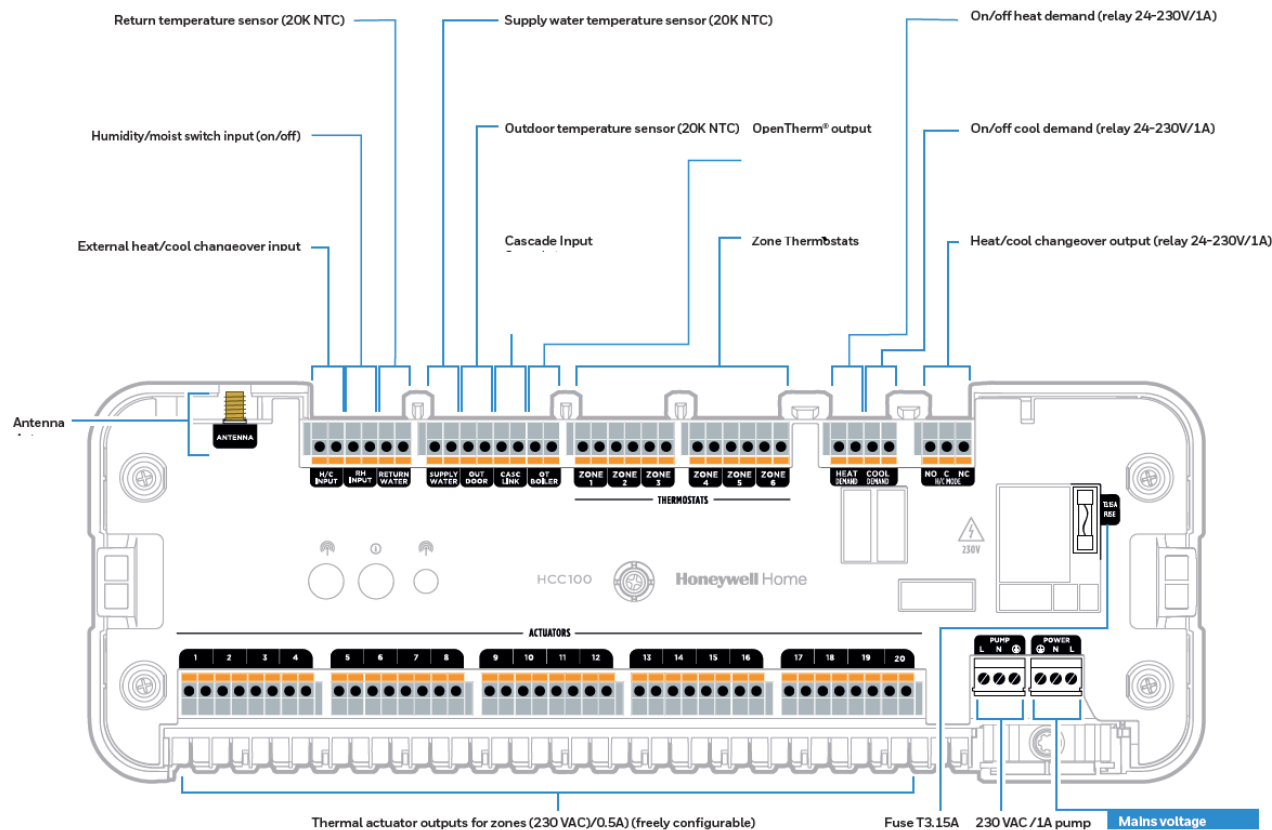 Return temperature sensor (20K NTC)
Supply water temperature sensor (20K NTC)
On/off heat demand (relay 24-230V/1A)
Humidity/moist switch input (on/off)
Outdoor temperature sensor (20K NTC)
OpenTherm® output
On/off cool demand (relay 24-230V/1A)
External heat/cool changeover input
Cascade Input
Zone Thermostats
Heat/cool changeover output (relay 24-230V/1A)
Antenna
ANTENNA
H/C INPUT
RH INPUT
RETURN WATER
SUPPLY WATER
OUT DOOR
CASC LINK
OT BOILER
ZONE 1
ZONE 2
ZONE 3
ZONE 4
ZONE 5
ZONE 6
THERMOSTATS
HEAT DEMAND
COOL DEMAND
NO C NC
H/C MODE
230V
HCC100
Honeywell Home
ACTUATORS
1 2 3 4 5 6 7 8 9 10 11 12 13 14 15 16 17 18 19 20
PUMP
L N
POWER
N L
Thermal actuator outputs for zones (230 VAC)/0.5A) (freely configurable)
Fuse T3.15A
230 VAC /1A pump
Mains voltage